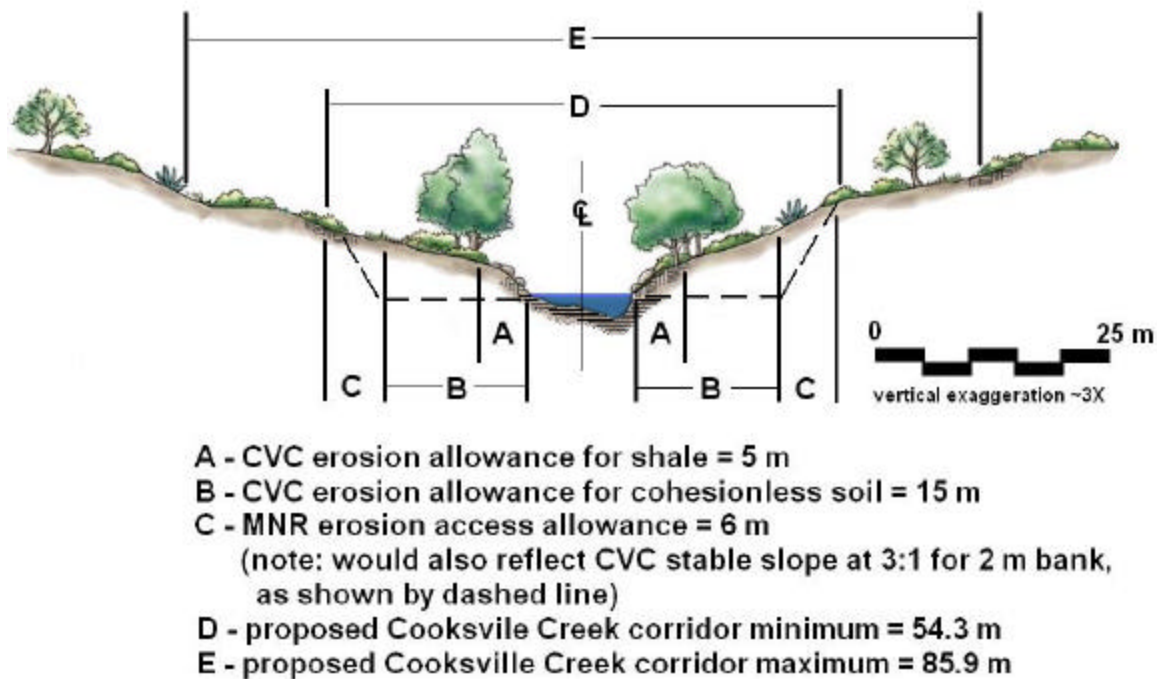 E
D
℄
A
A
C
B
B
C
0
25 m
vertical exaggeration ~3X
A - CVC erosion allowance for shale = 5 m
B - CVC erosion allowance for cohesionless soil = 15 m
C - MNR erosion access allowance = 6 m
(note: would also reflect CVC stable slope at 3:1 for 2 m bank,
as shown by dashed line)
D - proposed Cooksvile Creek corridor minimum = 54.3 m
E - proposed Cooksville Creek corridor maximum = 85.9 m